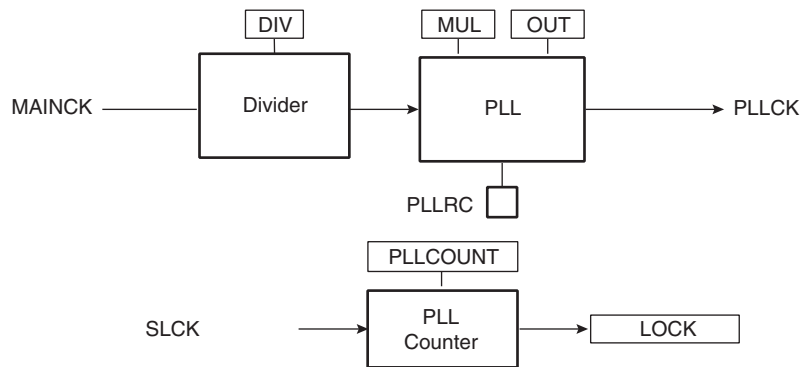 DIV
MUL
OUT
MAINCK
Divider
PLL
PLLCK
PLLRC
PLLCOUNT
SLCK
PLL
Counter
LOCK